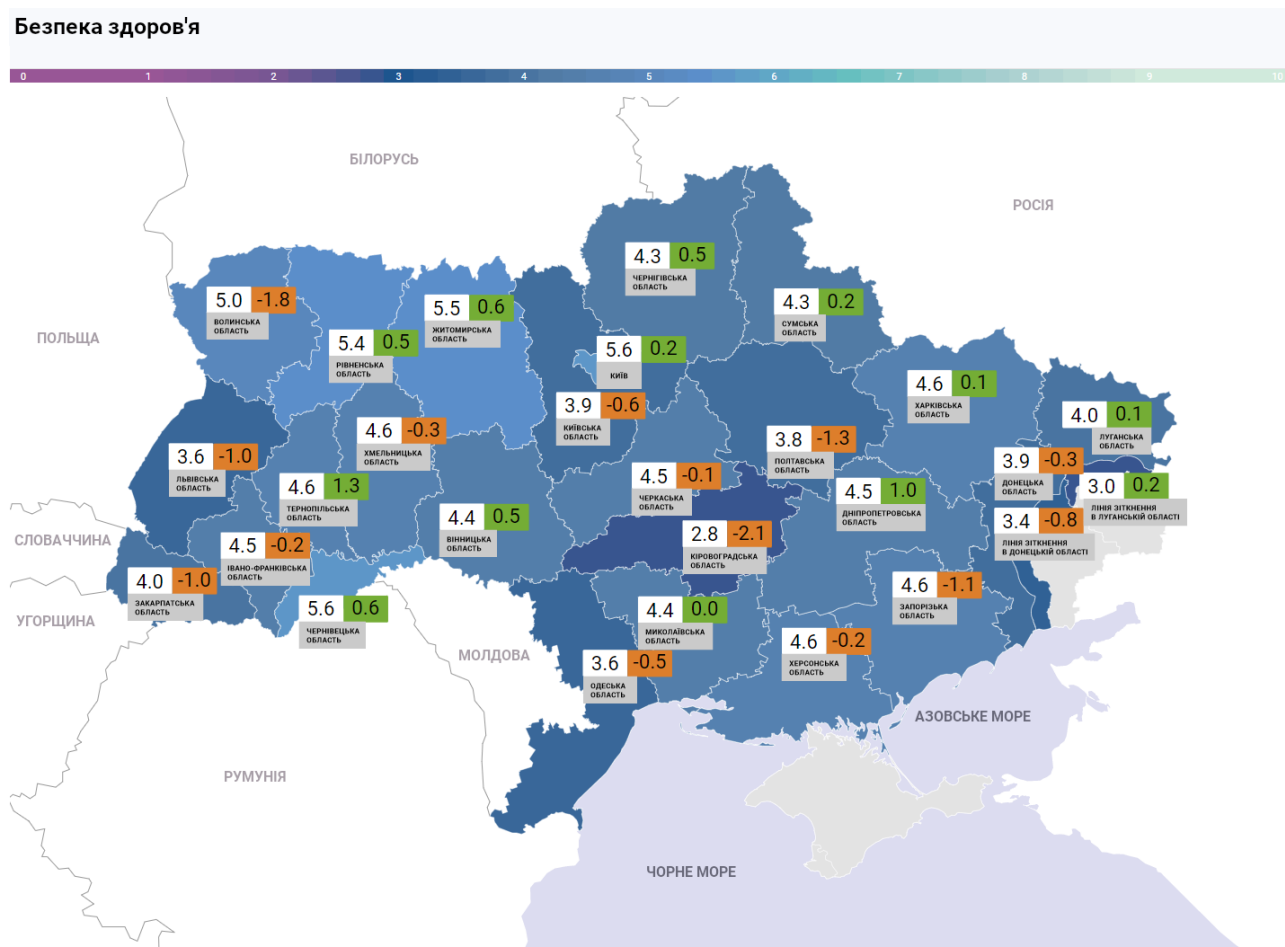 Безпека здоров'я
0 1 2 3 4 5 6 7 8 9 10
БІЛОРУСЬ
РОСІЯ
ПОЛЬЩА
СЛОВАЧЧИНА
УГОРЩИНА
МОЛДОВА
РУМУНІЯ
АЗОВСЬКЕ МОРЕ
ЧОРНЕ МОРЕ
4.3 0.5
ЧЕРНІГІВСЬКА
ОБЛАСТЬ
4.3 0.2
СУМСЬКА
ОБЛАСТЬ
5.0 -1.8
ВОЛИНСЬКА
ОБЛАСТЬ
5.5 0.6
ЖИТОМИРСЬКА
ОБЛАСТЬ
5.4 0.5
РІВНЕНСЬКА
ОБЛАСТЬ
5.6 0.2
КИЇВ
4.6 0.1
ХАРКІВСЬКА
ОБЛАСТЬ
3.9 -0.6
КИЇВСЬКА
ОБЛАСТЬ
4.0 0.1
ЛУГАНСЬКА
ОБЛАСТЬ
4.6 -0.3
ХМЕЛЬНИЦЬКА
ОБЛАСТЬ
3.8 -1.3
ПОЛТАВСЬКА
ОБЛАСТЬ
3.6 -1.0
ЛЬВІВСЬКА
ОБЛАСТЬ
3.9 -0.3
ДОНЕЦЬКА
ОБЛАСТЬ
4.5 -0.1
ЧЕРКАСЬКА
ОБЛАСТЬ
4.6 1.3
ТЕРНОПІЛЬСЬКА
ОБЛАСТЬ
3.0 0.2
ЛІНІЯ ЗІТКНЕННЯ
В ЛУГАНСЬКІЙ ОБЛАСТІ
4.5 1.0
ДНІПРОПЕТРОВСЬКА
ОБЛАСТЬ
4.4 0.5
ВІННИЦЬКА
ОБЛАСТЬ
3.4 -0.8
ЛІНІЯ ЗІТКНЕННЯ
В ДОНЕЦЬКІЙ ОБЛАСТІ
2.8 -2.1
КІРОВОГРАДСЬКА
ОБЛАСТЬ
4.5 -0.2
ІВАНО-ФРАНКІВСЬКА
ОБЛАСТЬ
4.0 -1.0
ЗАКАРПАТСЬКА
ОБЛАСТЬ
4.6 -1.1
ЗАПОРІЗЬКА
ОБЛАСТЬ
5.6 0.6
ЧЕРНІВЕЦЬКА
ОБЛАСТЬ
4.4 0.0
МИКОЛАЇВСЬКА
ОБЛАСТЬ
4.6 -0.2
ХЕРСОНСЬКА
ОБЛАСТЬ
3.6 -0.5
ОДЕСЬКА
ОБЛАСТЬ